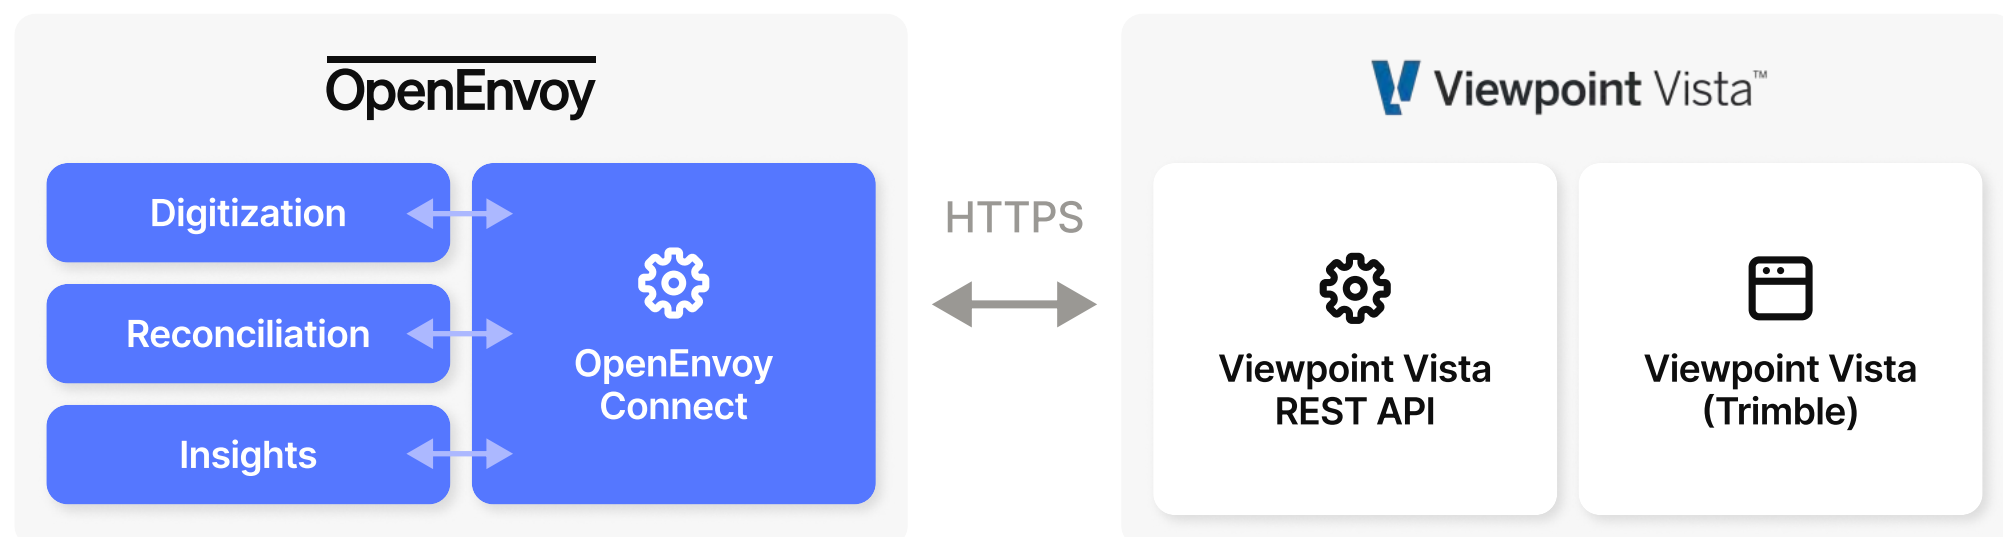 OpenEnvoy
Digitization
Reconciliation
Insights
OpenEnvoy
Connect
HTTPS
Viewpoint Vista™
Viewpoint Vista
REST API
Viewpoint Vista
(Trimble)